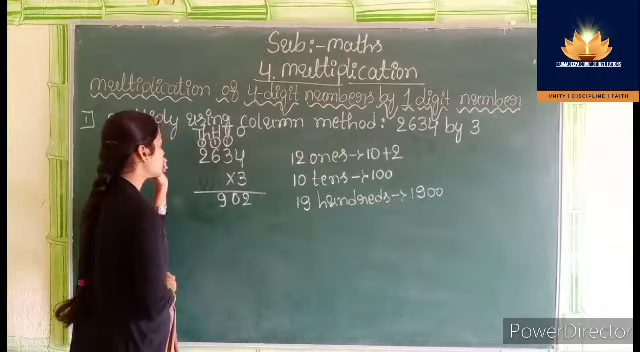 Sub:- maths
4. multiplication
multiplication of 4-digit numbers by 1 digit number
using column method: 2634 by 3
Th H T O
2634
12 ones -> 10+2
x3
10 tens -> 100
902
19 hundreds -> 1900
UNITY | DISCIPLINE | FAITH
PowerDirector